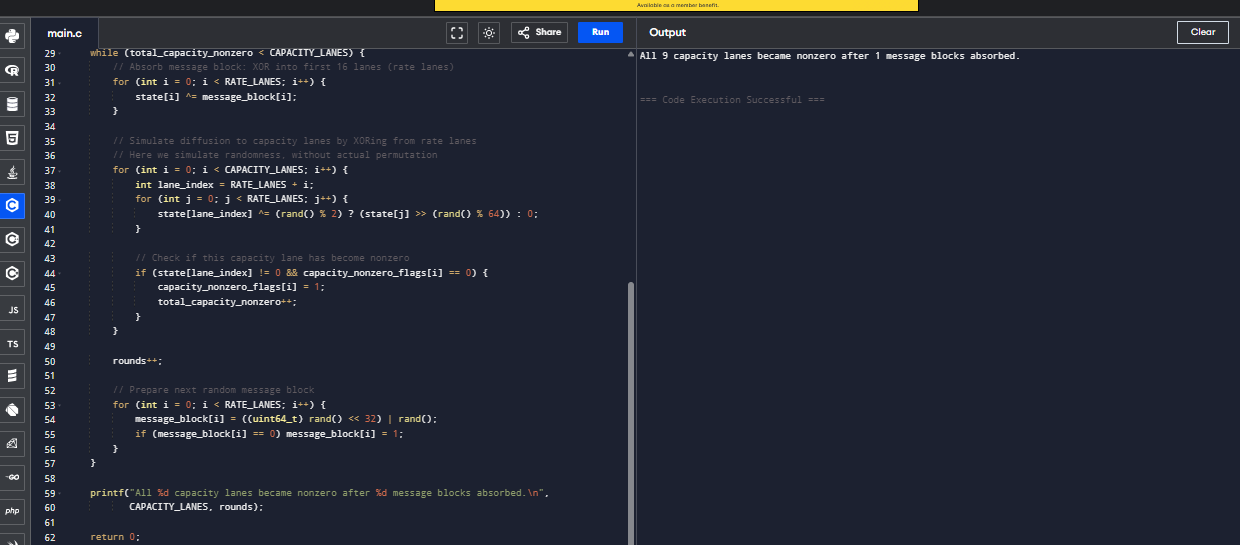 Available as a member benefit.
main.c
Share
Run
Output
Clear
29 while (total_capacity_nonzero < CAPACITY_LANES) {
30 // Absorb message block: XOR into first 16 lanes (rate lanes)
31 for (int i = 0; i < RATE_LANES; i++) {
32 state[i] ^= message_block[i];
33 }
34
35 // Simulate diffusion to capacity lanes by XORing from rate lanes
36 // Here we simulate randomness, without actual permutation
37 for (int i = 0; i < CAPACITY_LANES; i++) {
38 int lane_index = RATE_LANES + i;
39 for (int j = 0; j < RATE_LANES; j++) {
40 state[lane_index] ^= (rand() % 2) ? (state[j] >> (rand() % 64)) : 0;
41 }
42
43 // Check if this capacity lane has become nonzero
44 if (state[lane_index] != 0 && capacity_nonzero_flags[i] == 0) {
45 capacity_nonzero_flags[i] = 1;
46 total_capacity_nonzero++;
47 }
48 }
49
50 rounds++;
51
52 // Prepare next random message block
53 for (int i = 0; i < RATE_LANES; i++) {
54 message_block[i] = ((uint64_t) rand() << 32) | rand();
55 if (message_block[i] == 0) message_block[i] = 1;
56 }
57 }
58
59 printf("All %d capacity lanes became nonzero after %d message blocks absorbed.\n",
60 CAPACITY_LANES, rounds);
61
62 return 0;
All 9 capacity lanes became nonzero after 1 message blocks absorbed.
=== Code Execution Successful ===
JS
TS
GO
php